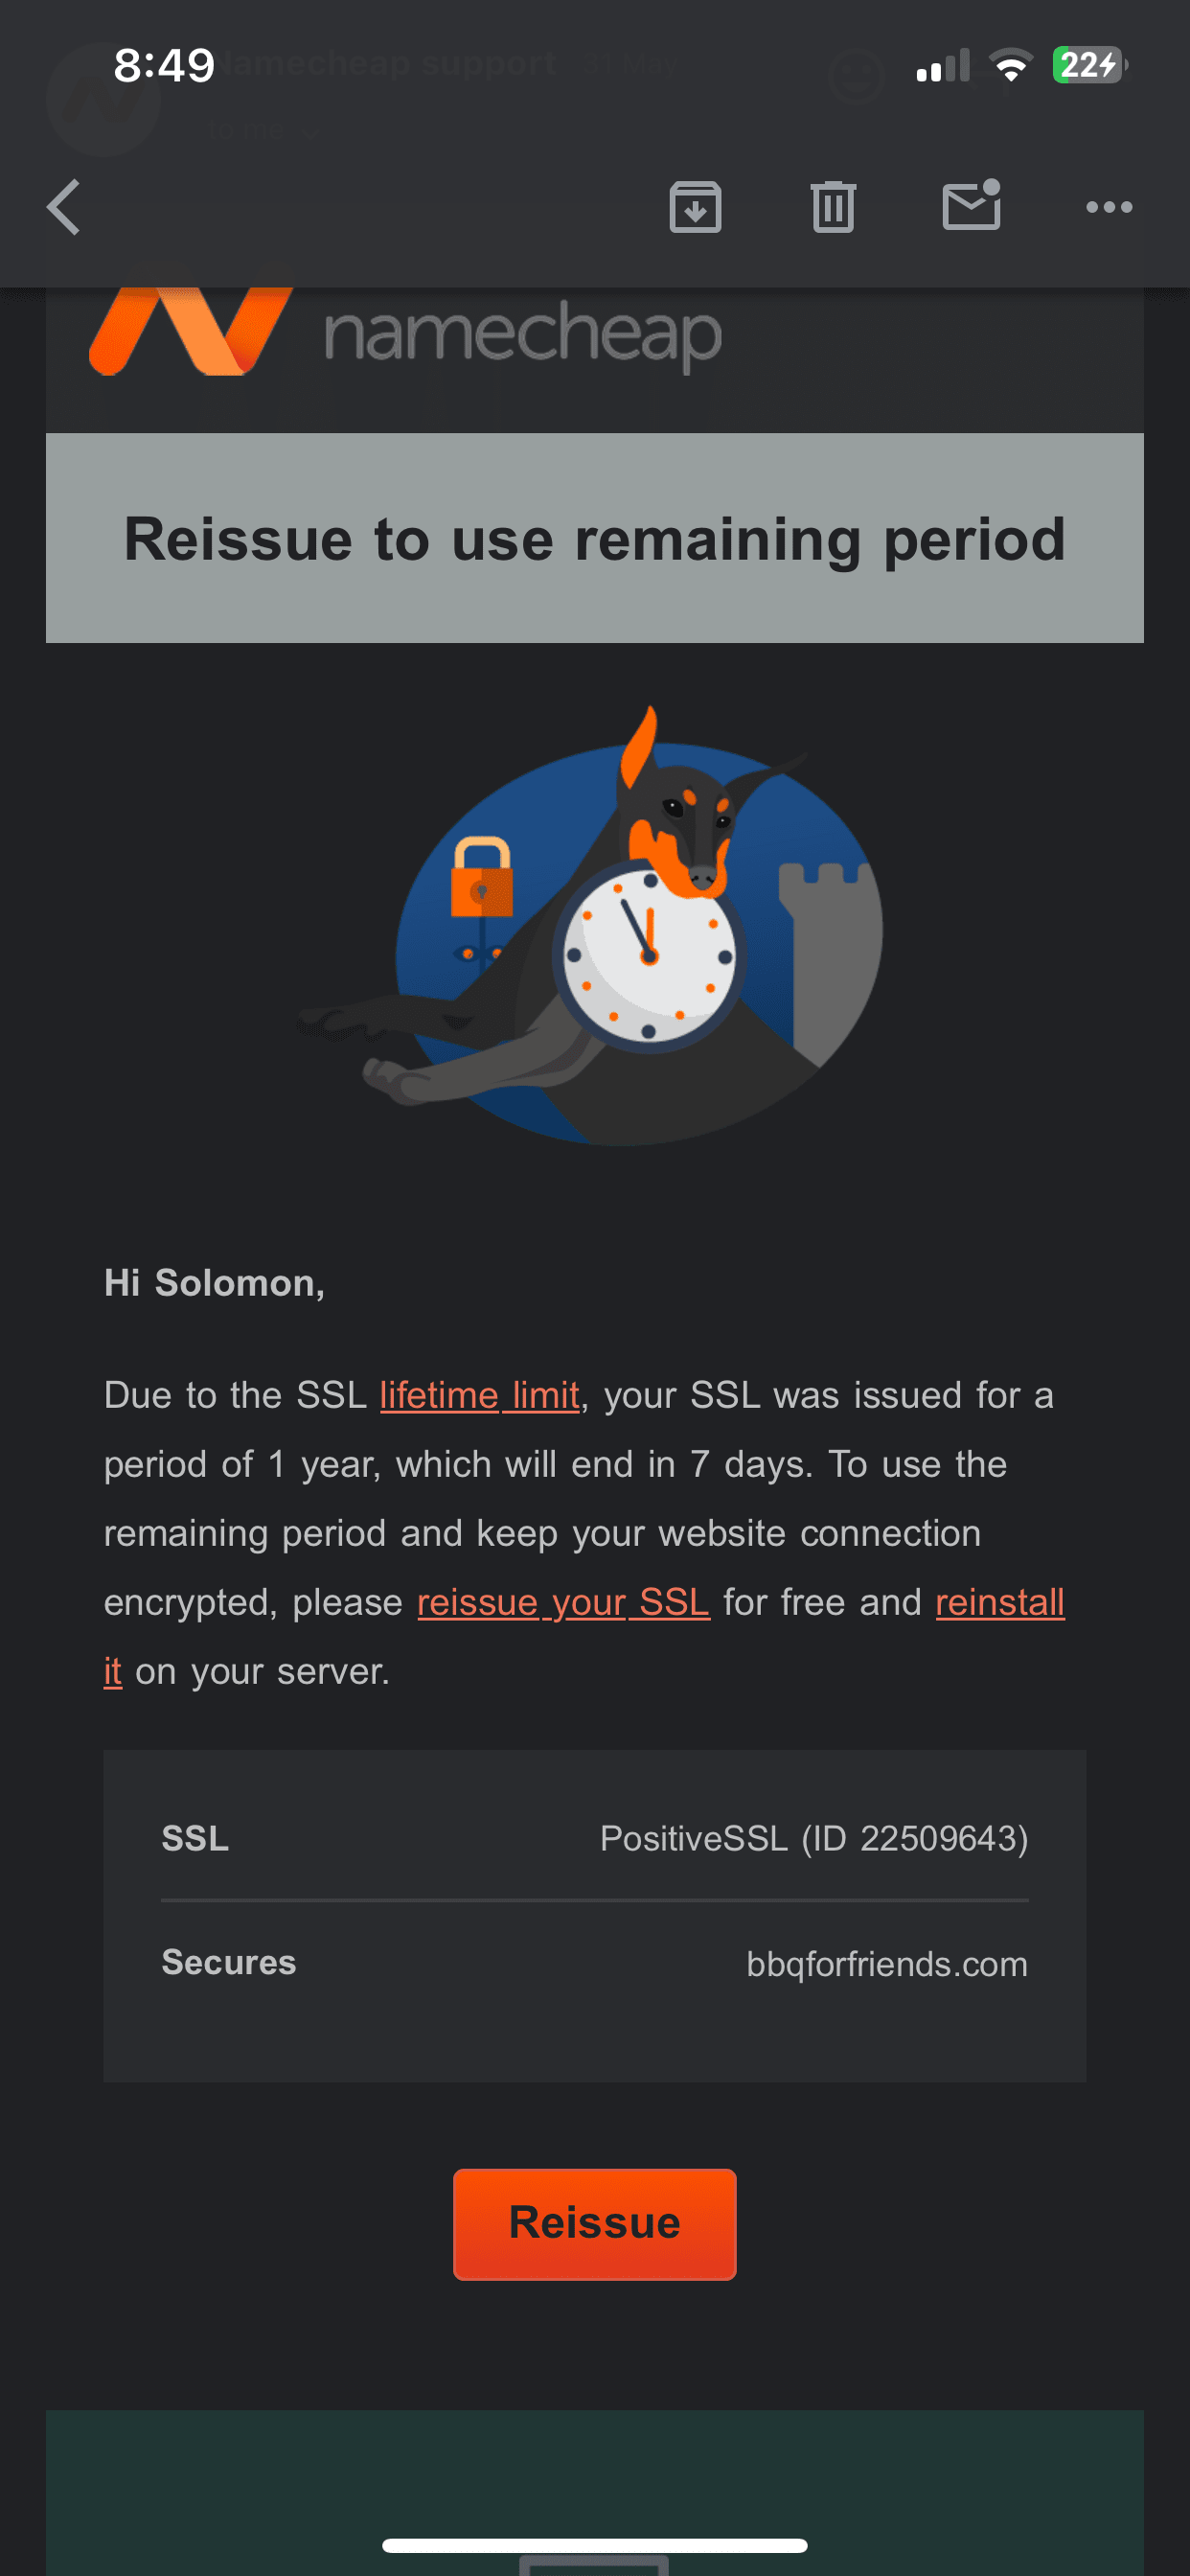 8:49
22
Namecheap support 31 May
to me
namecheap
Reissue to use remaining period
Hi Solomon,
Due to the SSL lifetime limit, your SSL was issued for a
period of 1 year, which will end in 7 days. To use the
remaining period and keep your website connection
encrypted, please reissue your SSL for free and reinstall
it on your server.
SSL PositiveSSL (ID 22509643)
Secures bbqforfriends.com
Reissue